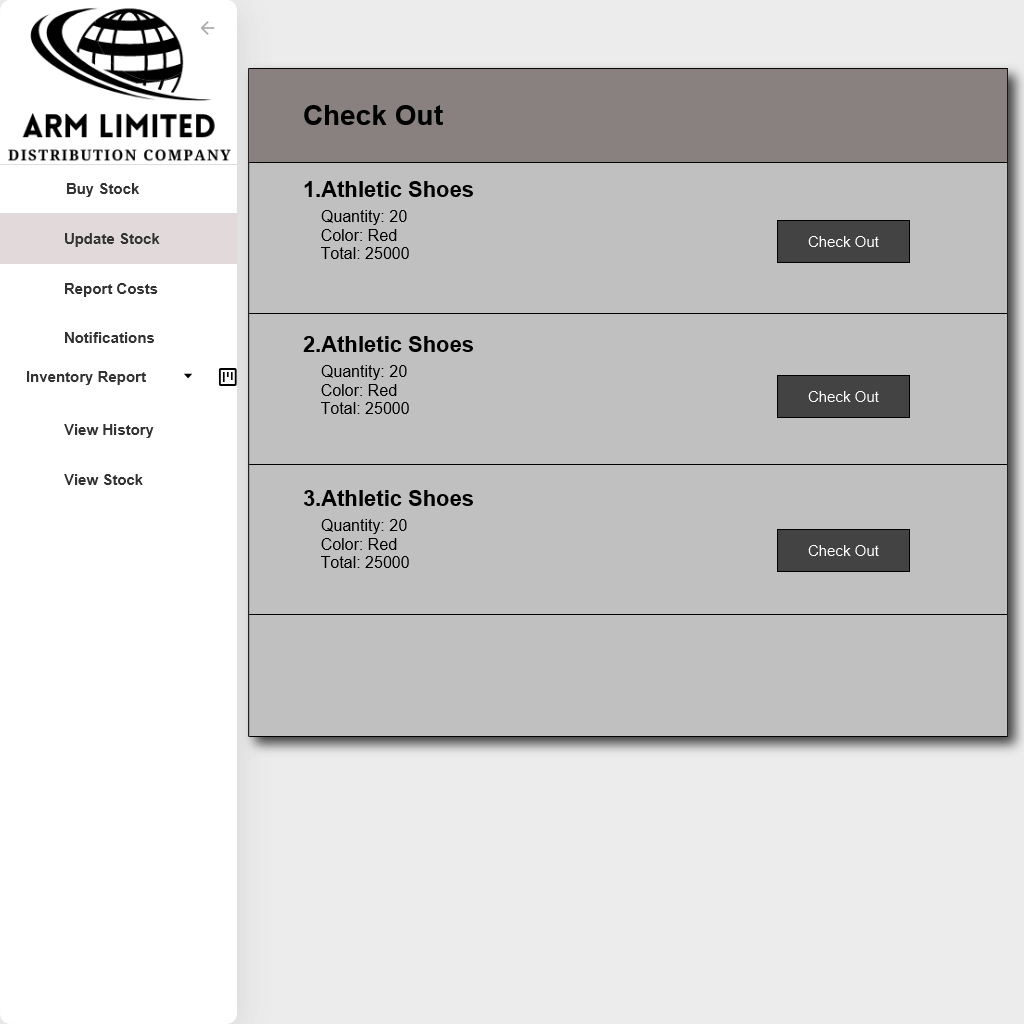 ARM LIMITED
DISTRIBUTION COMPANY
Buy Stock
Update Stock
Report Costs
Notifications
Inventory Report
View History
View Stock
Check Out
1.Athletic Shoes
Quantity: 20
Color: Red
Total: 25000
Check Out
2.Athletic Shoes
Quantity: 20
Color: Red
Total: 25000
Check Out
3.Athletic Shoes
Quantity: 20
Color: Red
Total: 25000
Check Out